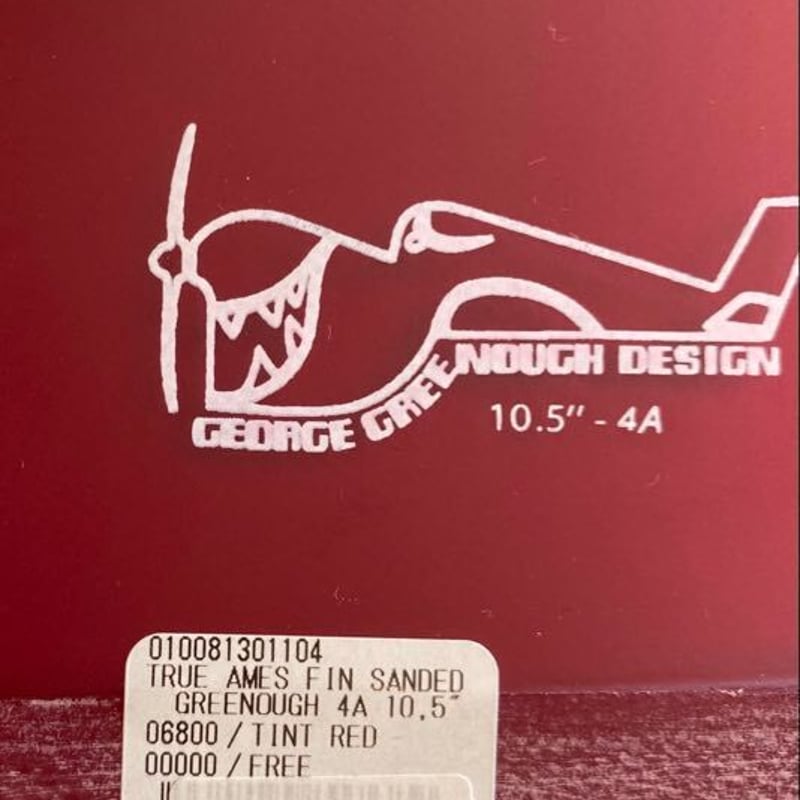 GEORGE GREENOUGH DESIGN
10.5" - 4A
010081301104
TRUE AMES FIN SANDED
GREENOUGH 4A 10,5"
06800 / TINT RED
00000 / FREE